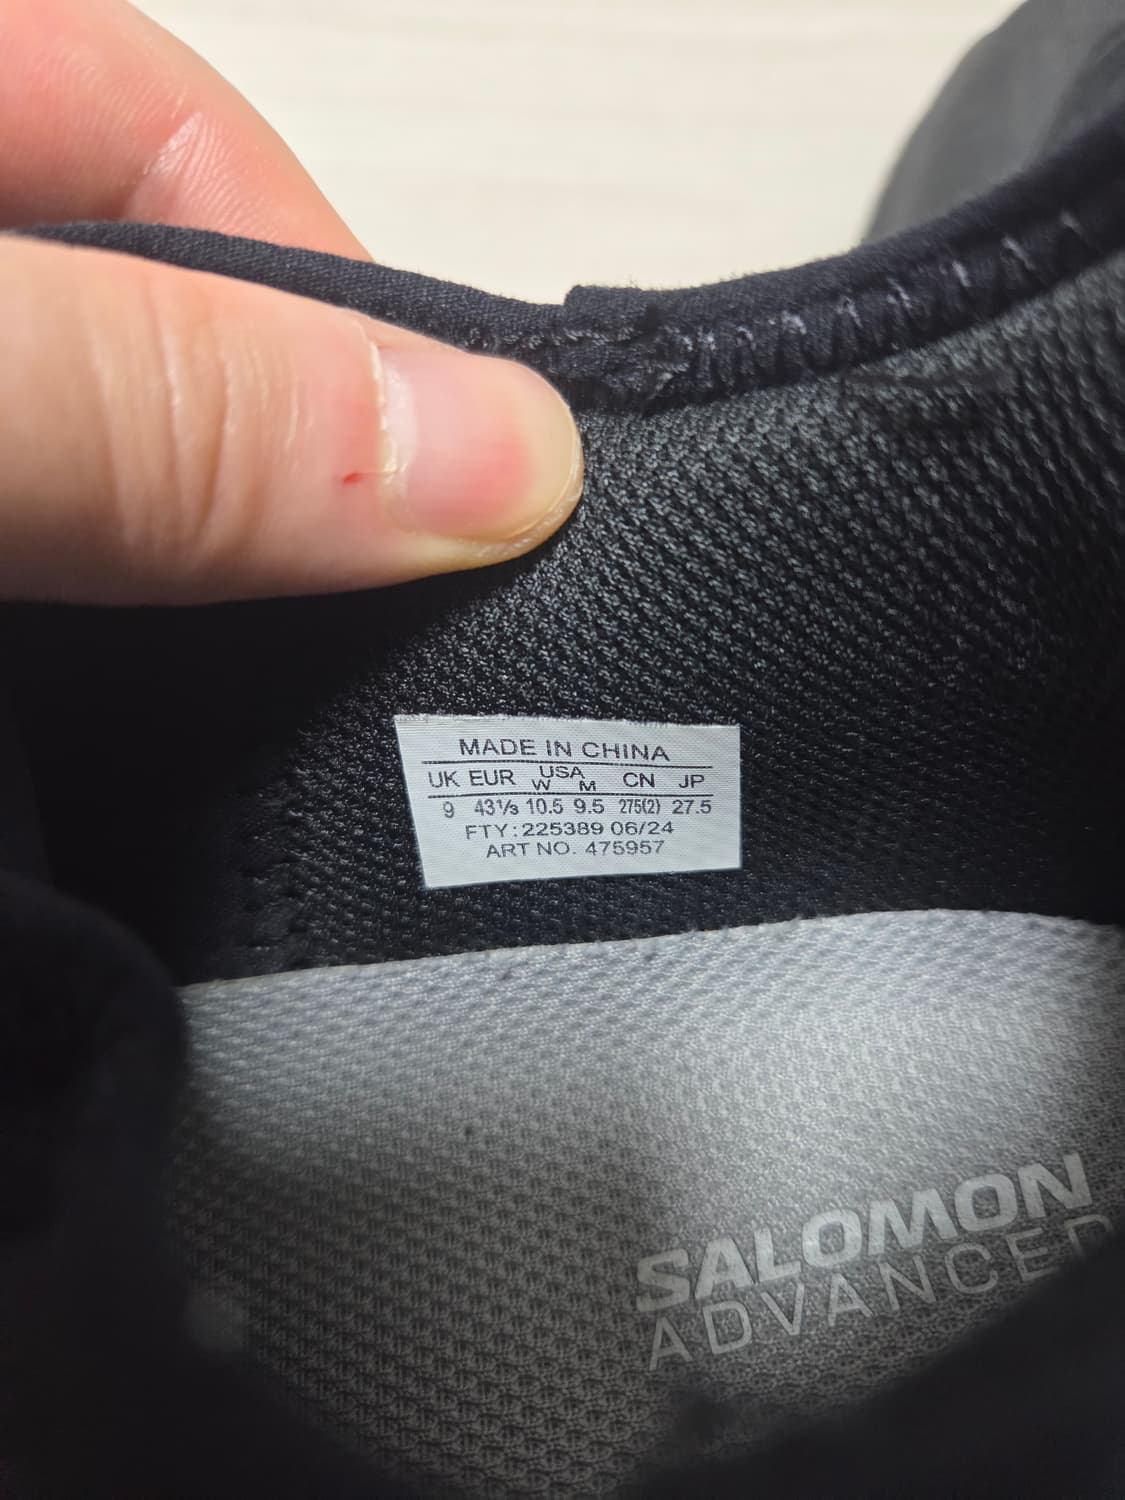 MADE IN CHINA
UK EUR USA W M CN JP
9 43⅓ 10.5 9.5 275(2) 27.5
FTY: 225389 06/24
ART NO. 475957
SALOMON
ADVANCED